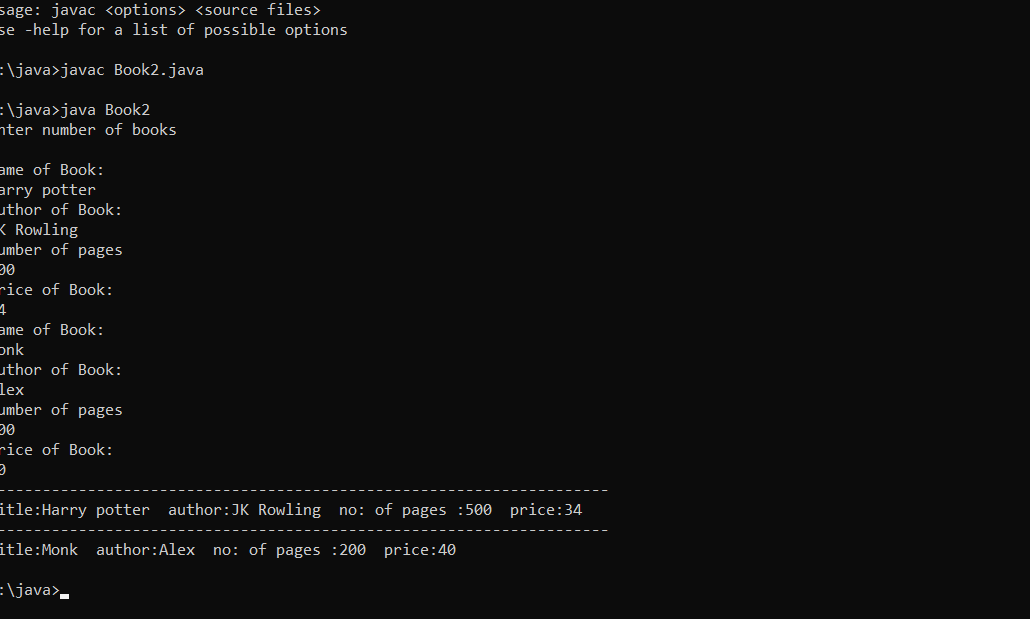 sage: javac <options> <source files>
se -help for a list of possible options
:\java>javac Book2.java
:\java>java Book2
nter number of books
ame of Book:
arry potter
uthor of Book:
K Rowling
umber of pages
00
rice of Book:
4
ame of Book:
onk
uthor of Book:
lex
umber of pages
00
rice of Book:
0
--------------------------------------------------------------------
itle:Harry potter  author:JK Rowling  no: of pages :500  price:34
--------------------------------------------------------------------
itle:Monk  author:Alex  no: of pages :200  price:40
:\java>